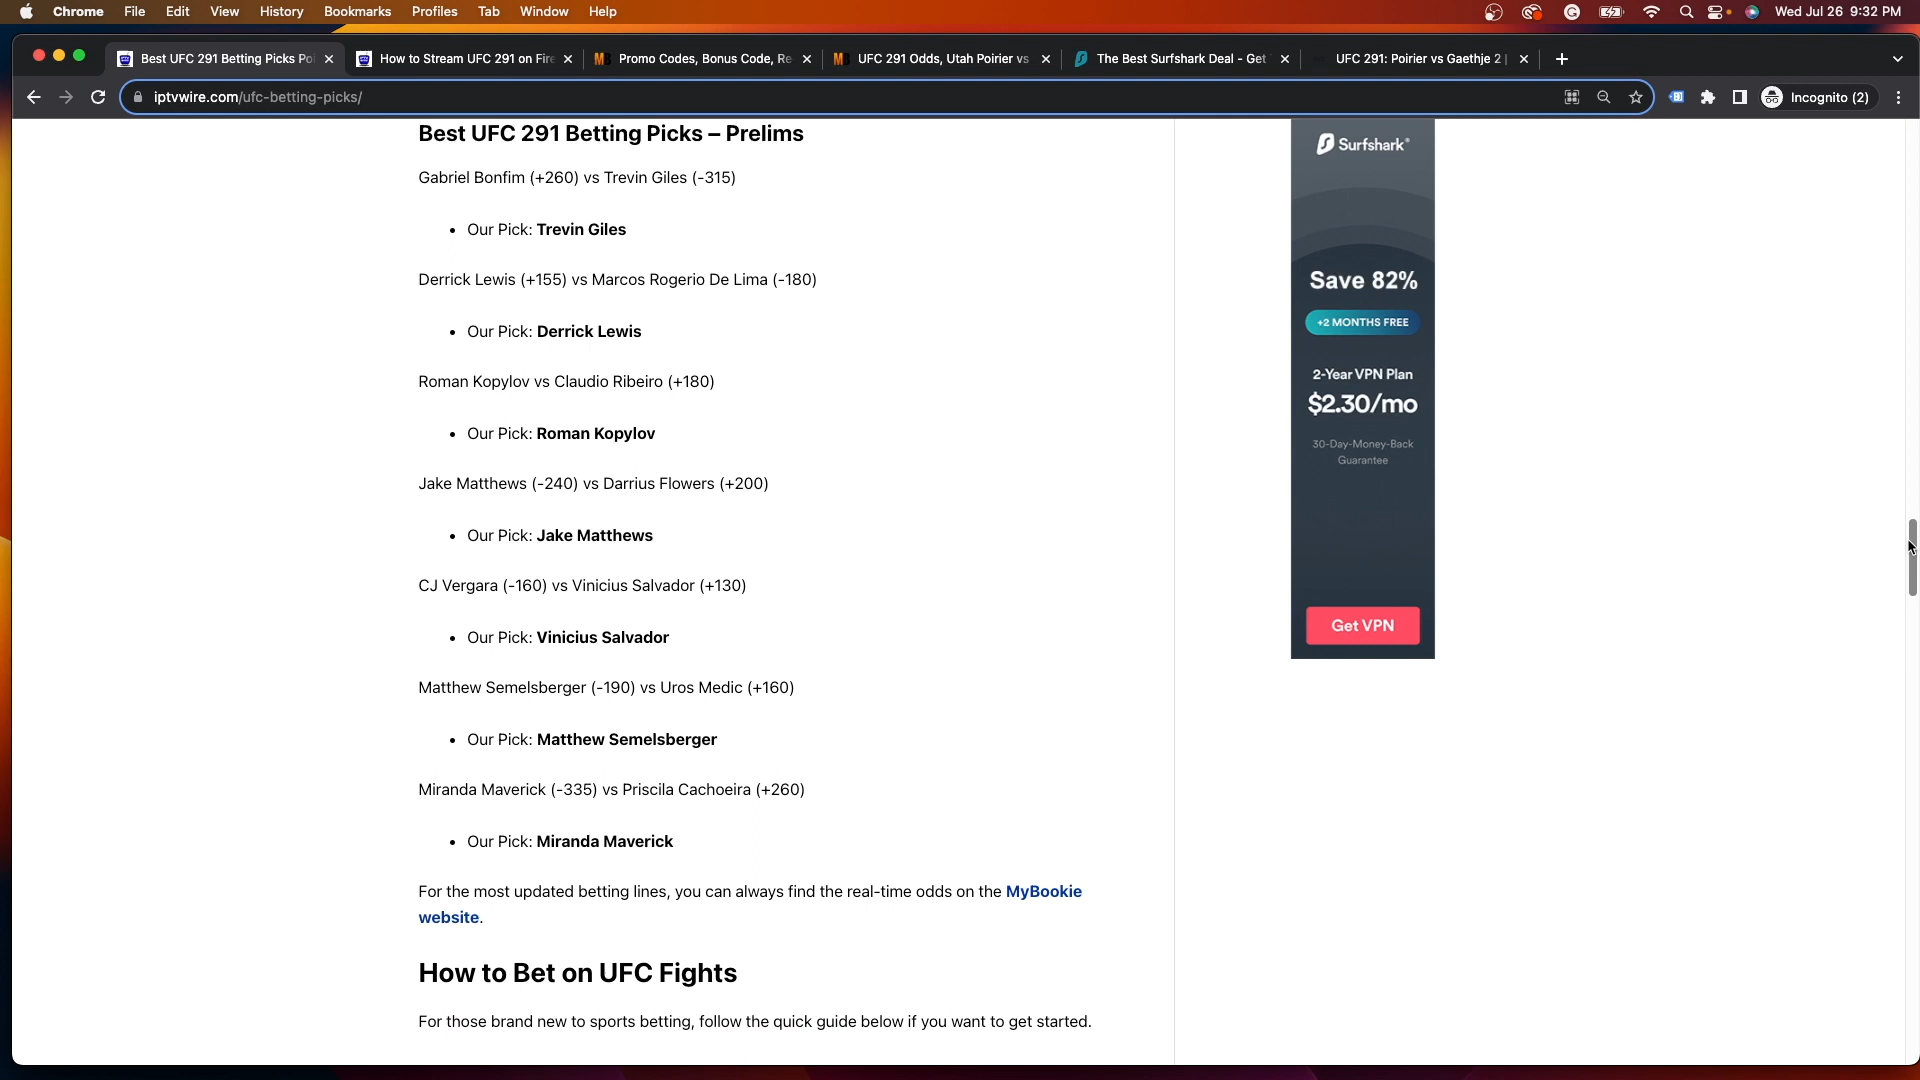 Chrome File Edit View History Bookmarks Profiles Tab Window Help
Wed Jul 26 9:32 PM
Best UFC 291 Betting Picks Poi
How to Stream UFC 291 on Fire
Promo Codes, Bonus Code, Re
UFC 291 Odds, Utah Poirier vs
The Best Surfshark Deal - Get
UFC 291: Poirier vs Gaethje 2 |
iptvwire.com/ufc-betting-picks/
Incognito (2)
Best UFC 291 Betting Picks – Prelims
Gabriel Bonfim (+260) vs Trevin Giles (-315)
• Our Pick: Trevin Giles
Derrick Lewis (+155) vs Marcos Rogerio De Lima (-180)
• Our Pick: Derrick Lewis
Roman Kopylov vs Claudio Ribeiro (+180)
• Our Pick: Roman Kopylov
Jake Matthews (-240) vs Darrius Flowers (+200)
• Our Pick: Jake Matthews
CJ Vergara (-160) vs Vinicius Salvador (+130)
• Our Pick: Vinicius Salvador
Matthew Semelsberger (-190) vs Uros Medic (+160)
• Our Pick: Matthew Semelsberger
Miranda Maverick (-335) vs Priscila Cachoeira (+260)
• Our Pick: Miranda Maverick
For the most updated betting lines, you can always find the real-time odds on the MyBookie
website.
How to Bet on UFC Fights
For those brand new to sports betting, follow the quick guide below if you want to get started.
Surfshark®
Save 82%
+2 MONTHS FREE
2-Year VPN Plan
$2.30/mo
30-Day-Money-Back
Guarantee
Get VPN